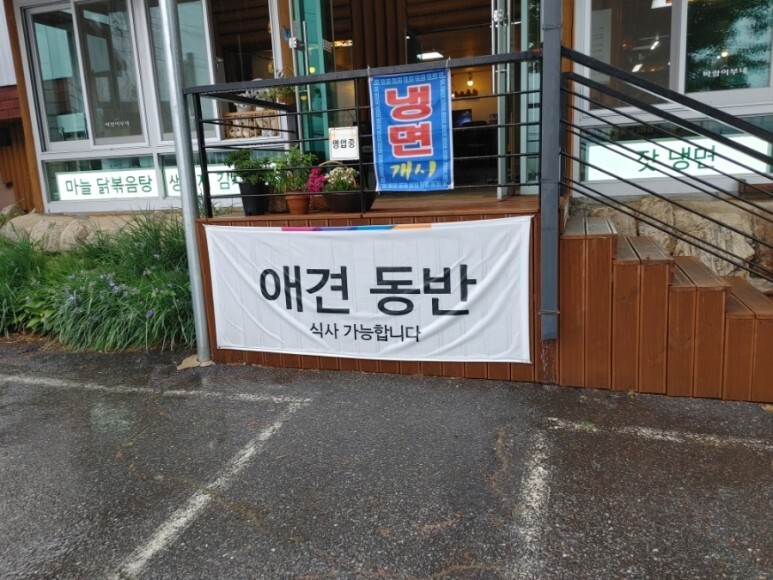 냉면
개시
영업중
마늘 닭볶음탕
잣 냉면
애견 동반
식사 가능합니다